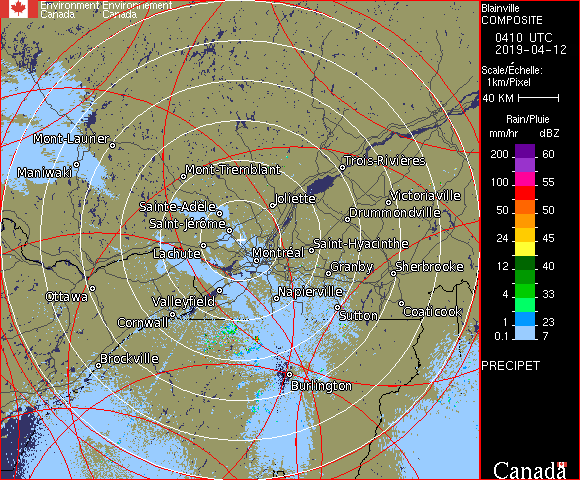 Environment Environnement
Canada Canada
Blainville
COMPOSITE
0410 UTC
2019-04-12
Scale/Échelle:
1km/Pixel
40 KM
Rain/Pluie
mm/hr dBZ
200 60
100 55
50 50
24 45
12 40
4 33
1 23
0.1 7
PRECIPET
Canada
Mont-Laurier
Maniwaki
Mont-Tremblant
Trois-Rivières
Sainte-Adèle
Joliette
Victoriaville
Saint-Jérôme
Drummondville
Lachute
Montréal
Saint-Hyacinthe
Granby
Sherbrooke
Ottawa
Valleyfield
Napierville
Cornwall
Sutton
Coaticook
Brockville
Burlington